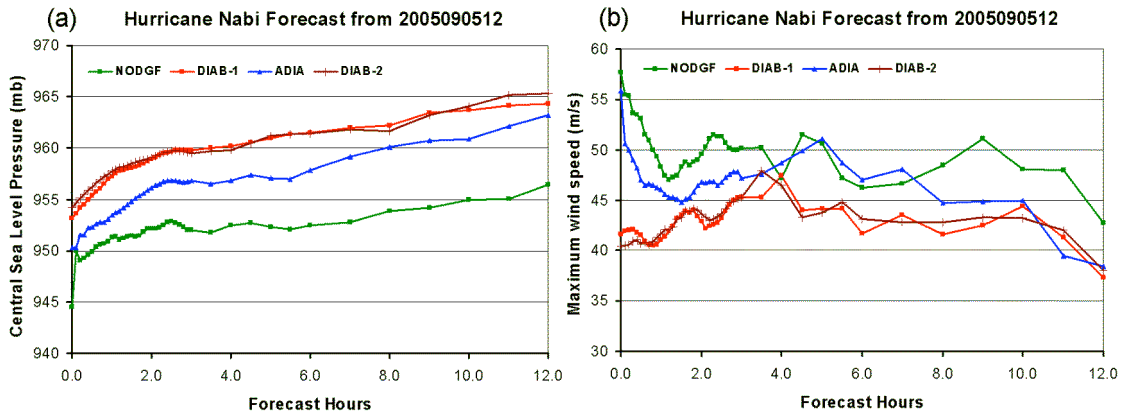 (a) Hurricane Nabi Forecast from 2005090512
970
965
960
955
950
945
940
Central Sea Level Pressure (mb)
NODGF DIAB-1 ADIA DIAB-2
0.0 2.0 4.0 6.0 8.0 10.0 12.0
Forecast Hours
(b) Hurricane Nabi Forecast from 2005090512
60
55
50
45
40
35
30
Maximum wind speed (m/s)
NODGF DIAB-1 ADIA DIAB-2
0.0 2.0 4.0 6.0 8.0 10.0 12.0
Forecast Hours